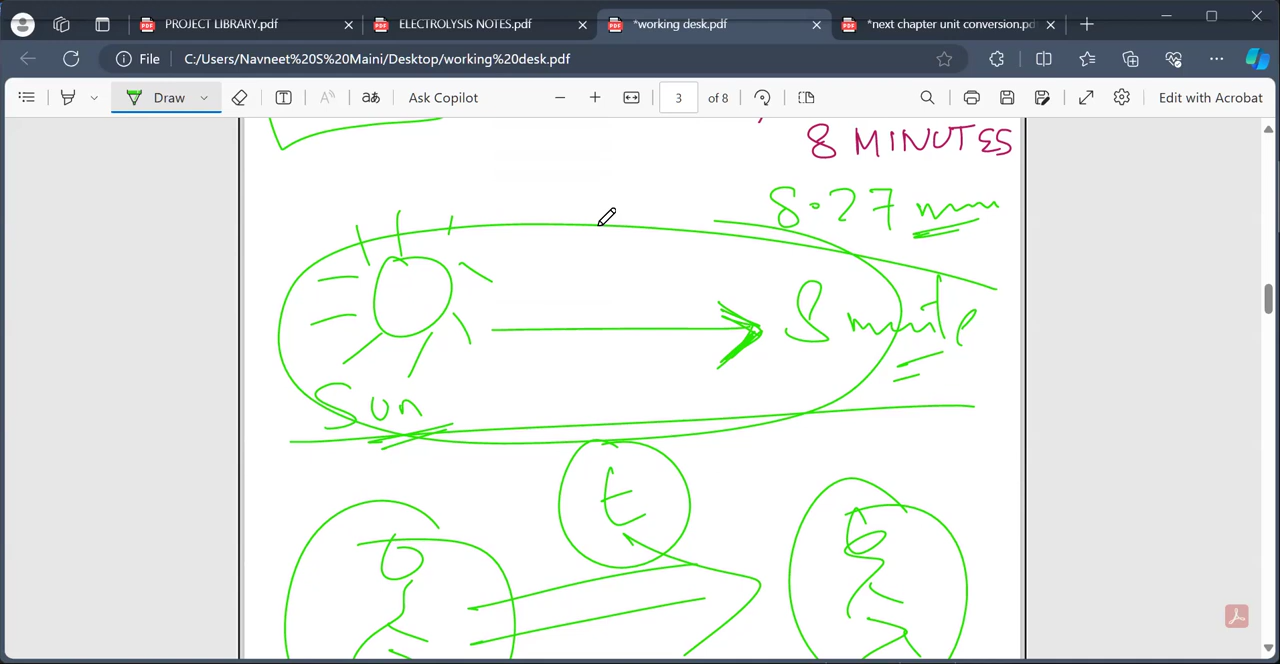 PROJECT LIBRARY.pdf
ELECTROLYSIS NOTES.pdf
*working desk.pdf
*next chapter unit conversion.pd
File
C:/Users/Navneet%20S%20Maini/Desktop/working%20desk.pdf
Draw
aあ
Ask Copilot
3
of 8
Edit with Acrobat
8 MINUTES
8.27
8
Sun
t